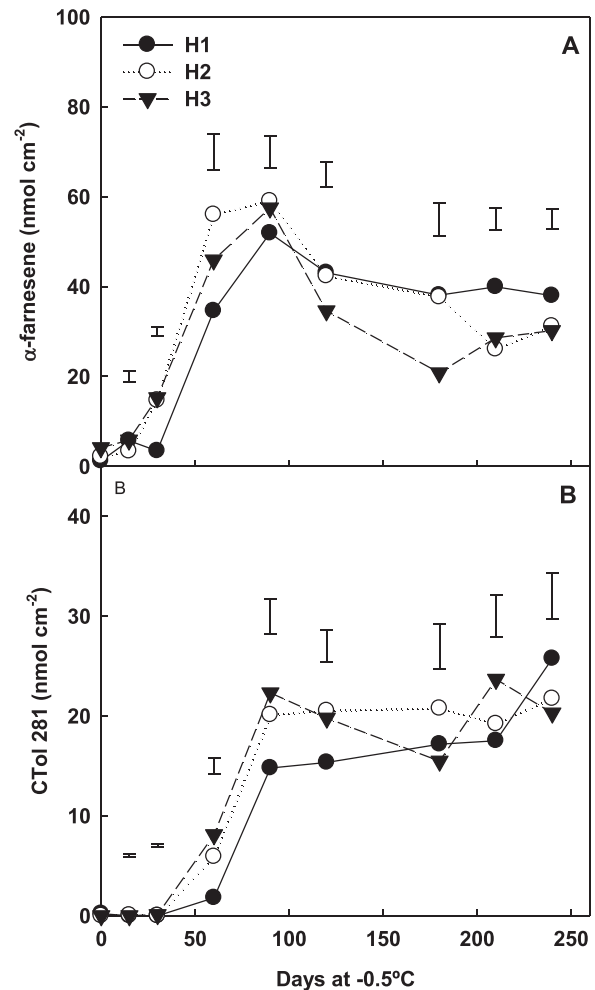 100
H1
A
H2
H3
80
60
40
20
0
α-farnesene (nmol cm-2)
B
B
40
30
20
10
0
CTol 281 (nmol cm-2)
0 50 100 150 200 250
Days at -0.5ºC